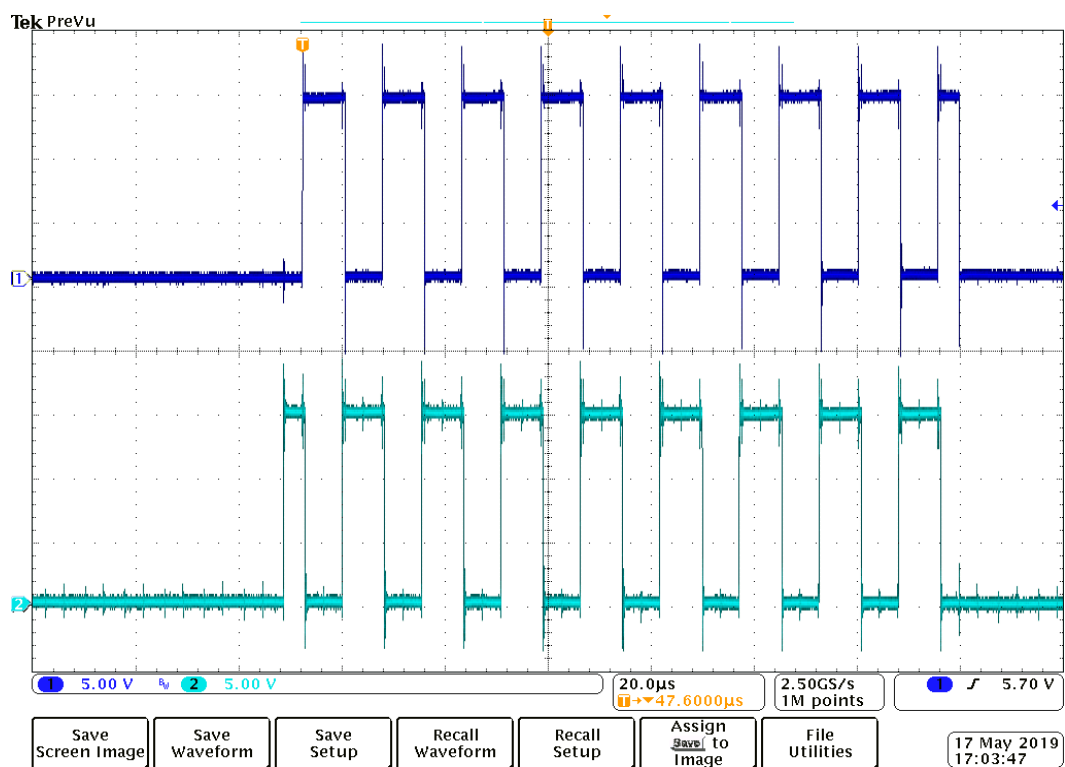 Tek PreVu
T
T
1
2
1 5.00 V BW 2 5.00 V
20.0µs
T→▼47.6000µs
2.50GS/s
1M points
1 5.70 V
Save
Screen Image
Save
Waveform
Save
Setup
Recall
Waveform
Recall
Setup
Assign
Save to
Image
File
Utilities
17 May 2019
17:03:47